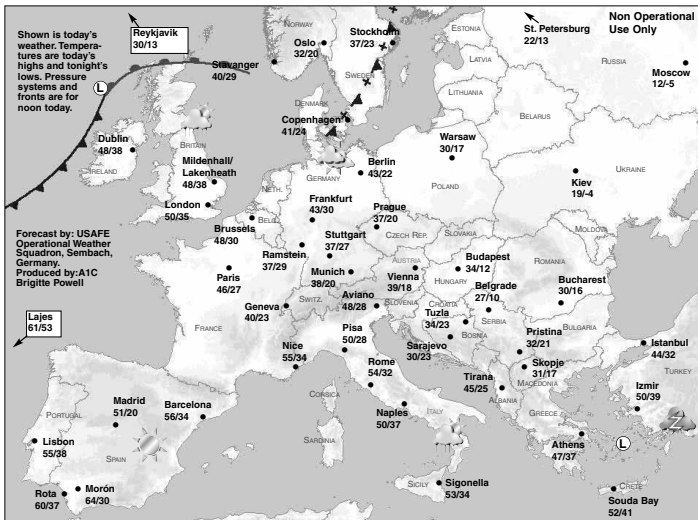 Shown is today's
weather. Tempera-
tures are today's
highs and tonight's
lows. Pressure
systems and
fronts are for
noon today.
Reykjavik
30/13
L
NORWAY
Oslo
32/20
Stockholm
37/23
SWEDEN
Stavanger
40/29
ESTONIA
St. Petersburg
22/13
Non Operational
Use Only
RUSSIA
Moscow
12/-5
LATVIA
LITHUANIA
BELARUS
DENMARK
Copenhagen
41/24
Dublin
48/38
IRELAND
BRITAIN
Mildenhall/
Lakenheath
48/38
London
50/35
NETH.
GERMANY
Berlin
43/22
Warsaw
30/17
POLAND
UKRAINE
Kiev
19/-4
Forecast by: USAFE
Operational Weather
Squadron, Sembach,
Germany.
Produced by:A1C
Brigitte Powell
Brussels
48/30
BELG.
Frankfurt
43/30
Prague
37/20
CZECH REP.
SLOVAKIA
Ramstein
37/29
Stuttgart
37/27
Paris
46/27
Munich
38/20
AUSTRIA
Vienna
39/18
Budapest
34/12
HUNGARY
MOLDOVA
ROMANIA
Bucharest
30/16
Lajes
61/53
FRANCE
Geneva
40/23
SWITZ.
Aviano
48/28
SLOVENIA
CROATIA
Belgrade
27/10
SERBIA
Tuzla
34/23
BOSNIA
Sarajevo
30/23
Pisa
50/28
Nice
55/34
Pristina
32/21
BULGARIA
Istanbul
44/32
Skopje
31/17
MACEDONIA
TURKEY
Rome
54/32
Tirana
45/25
ALBANIA
Izmir
50/39
GREECE
Madrid
51/20
Barcelona
56/34
CORSICA
PORTUGAL
Naples
50/37
ITALY
Lisbon
55/38
SPAIN
SARDINIA
Athens
47/37
L
Rota
60/37
Morón
64/30
SICILY
Sigonella
53/34
CRETE
Souda Bay
52/41